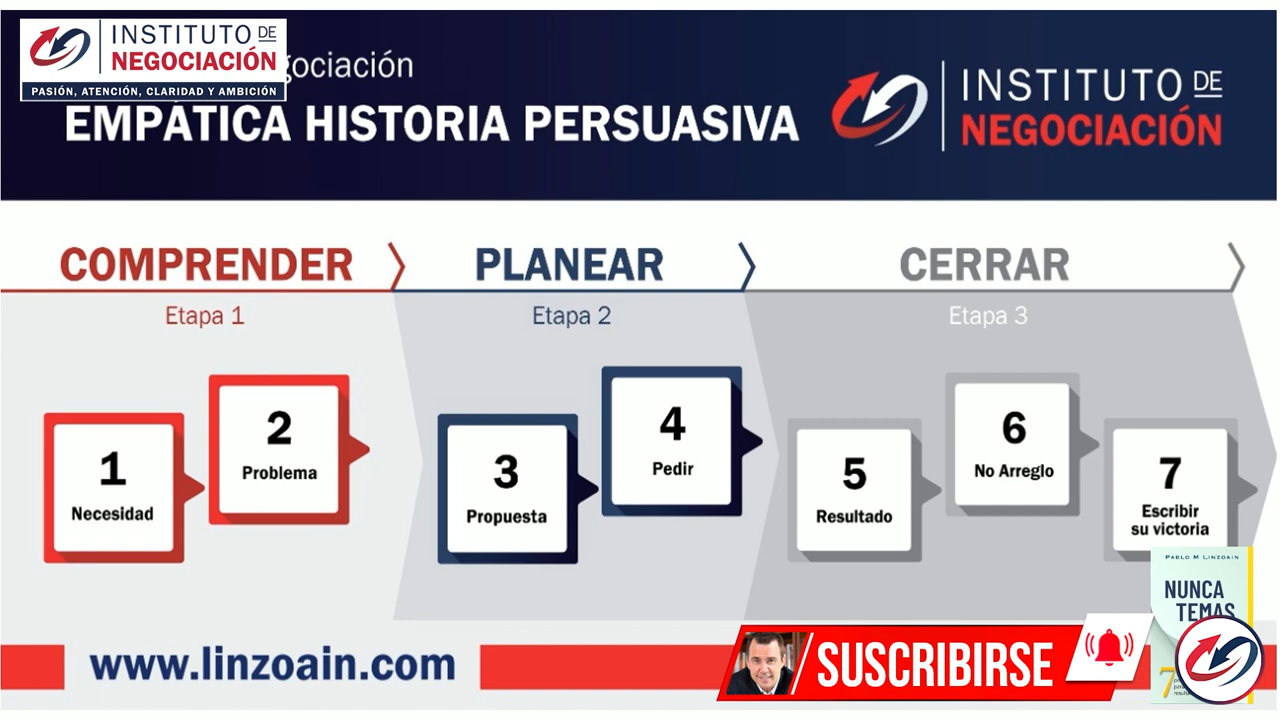 INSTITUTO DE
NEGOCIACIÓN
PASIÓN, ATENCIÓN, CLARIDAD Y AMBICIÓN
gociación
EMPÁTICA HISTORIA PERSUASIVA
INSTITUTO DE
NEGOCIACIÓN
COMPRENDER
PLANEAR
CERRAR
Etapa 1
Etapa 2
Etapa 3
1
Necesidad
2
Problema
3
Propuesta
4
Pedir
5
Resultado
6
No Arreglo
7
Escribir
su victoria
www.linzoain.com
SUSCRIBIRSE
PABLO M LINZOAIN
NUNCA
TEMAS
7